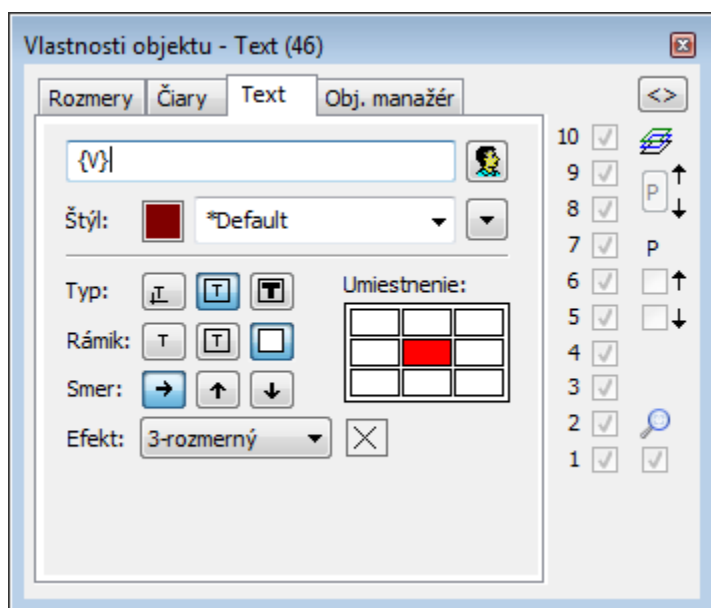 Vlastnosti objektu - Text (46)
Rozmery Čiary Text Obj. manažér <>
{V}
Štýl: *Default
Typ: T T T Umiestnenie:
Rámik: T T
Smer:
Efekt: 3-rozmerný
10
9 P
8
7 P
6
5
4
3
2
1